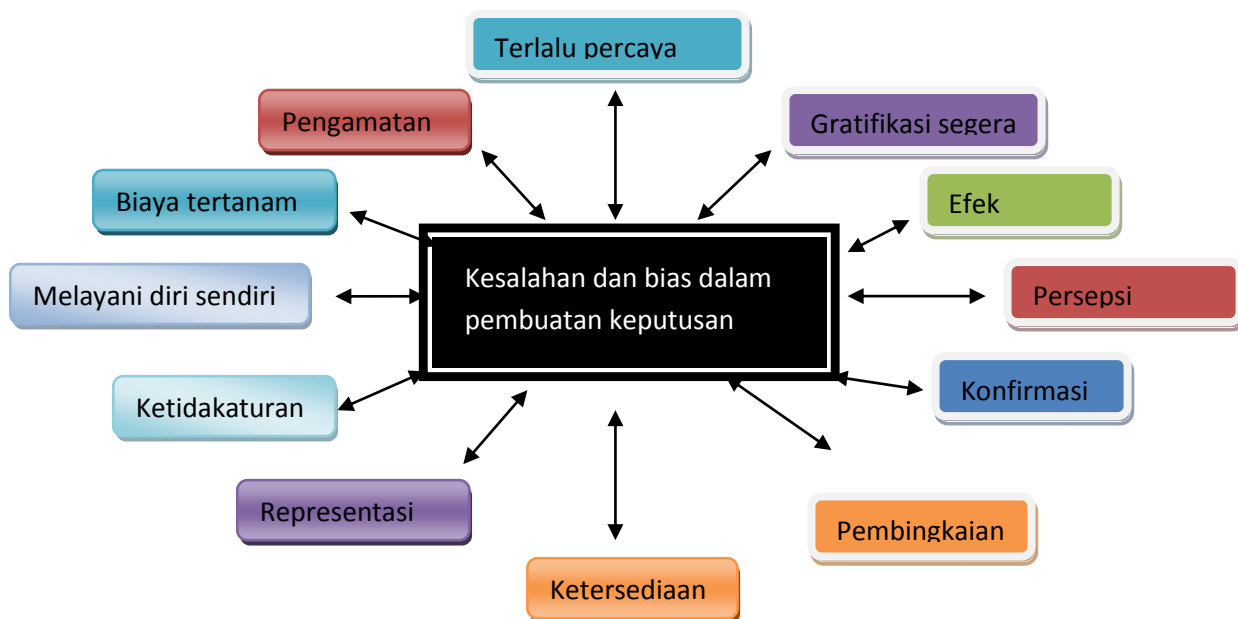 Terlalu percaya
Pengamatan
Gratifikasi segera
Biaya tertanam
Efek
Kesalahan dan bias dalam
pembuatan keputusan
Melayani diri sendiri
Persepsi
Ketidakaturan
Konfirmasi
Representasi
Pembingkaian
Ketersediaan